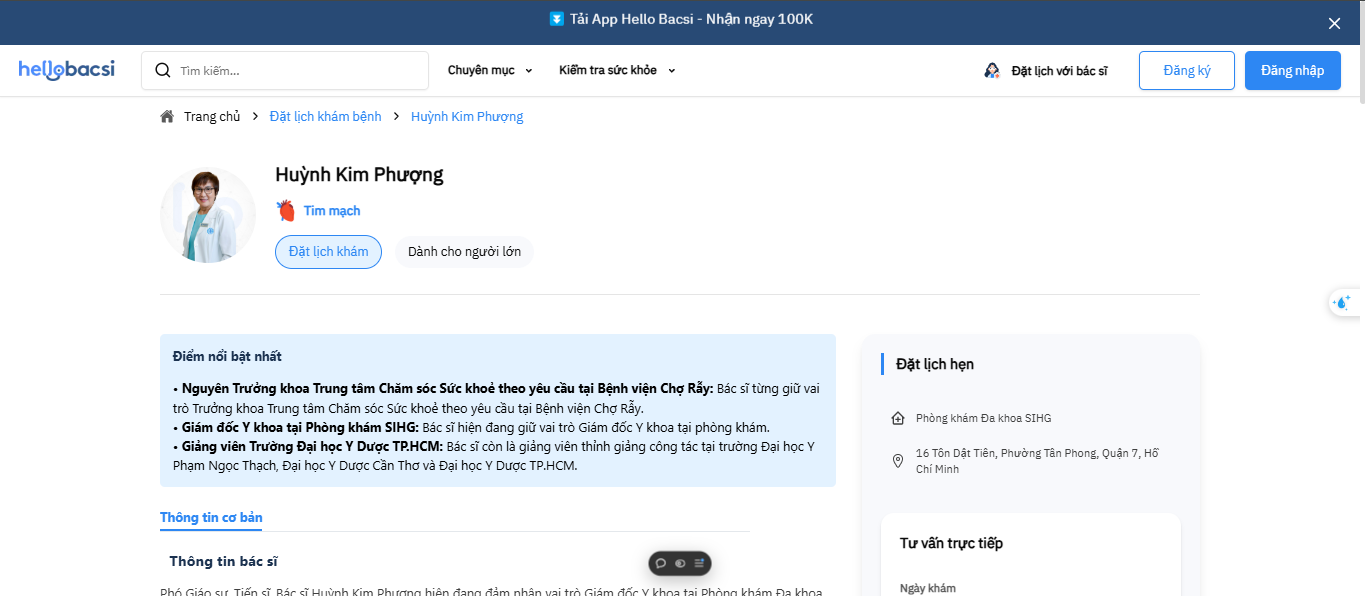 Tải App Hello Bacsi - Nhận ngay 100K
hellobacsi
Tìm kiếm...
Chuyên mục
Kiểm tra sức khỏe
Đặt lịch với bác sĩ
Đăng ký
Đăng nhập
Trang chủ
Đặt lịch khám bệnh
Huỳnh Kim Phượng
Huỳnh Kim Phượng
Tim mạch
Đặt lịch khám
Dành cho người lớn
Điểm nổi bật nhất
• Nguyên Trưởng khoa Trung tâm Chăm sóc Sức khoẻ theo yêu cầu tại Bệnh viện Chợ Rẫy: Bác sĩ từng giữ vai
trò Trưởng khoa Trung tâm Chăm sóc Sức khoẻ theo yêu cầu tại Bệnh viện Chợ Rẫy.
• Giám đốc Y khoa tại Phòng khám SIHG: Bác sĩ hiện đang giữ vai trò Giám đốc Y khoa tại phòng khám.
• Giảng viên Trường Đại học Y Dược TP.HCM: Bác sĩ còn là giảng viên thỉnh giảng công tác tại trường Đại học Y
Phạm Ngọc Thạch, Đại học Y Dược Cần Thơ và Đại học Y Dược TP.HCM.
Thông tin cơ bản
Thông tin bác sĩ
Phó Giáo sư, Tiến sĩ, Bác sĩ Huỳnh Kim Phượng hiện đang đảm nhận vai trò Giám đốc Y khoa tại Phòng khám Đa khoa
Đặt lịch hẹn
Phòng khám Đa khoa SIHG
16 Tôn Dật Tiên, Phường Tân Phong, Quận 7, Hồ
Chí Minh
Tư vấn trực tiếp
Ngày khám